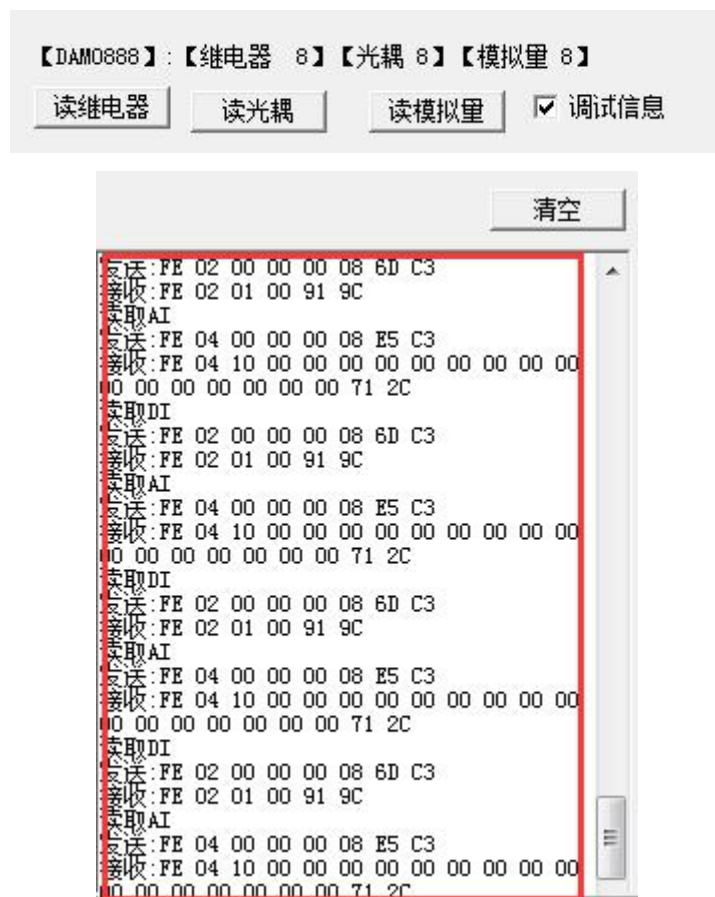 【DAM0888】:【继电器 8】【光耦 8】【模拟量 8】
读继电器 读光耦 读模拟量 调试信息
清空
发送:FE 02 00 00 00 08 6D C3
接收:FE 02 01 00 91 9C
读取AI
发送:FE 04 00 00 00 08 E5 C3
接收:FE 04 10 00 00 00 00 00 00 00 00 00
00 00 00 00 00 00 00 71 2C
读取DI
发送:FE 02 00 00 00 08 6D C3
接收:FE 02 01 00 91 9C
读取AI
发送:FE 04 00 00 00 08 E5 C3
接收:FE 04 10 00 00 00 00 00 00 00 00 00
00 00 00 00 00 00 00 71 2C
读取DI
发送:FE 02 00 00 00 08 6D C3
接收:FE 02 01 00 91 9C
读取AI
发送:FE 04 00 00 00 08 E5 C3
接收:FE 04 10 00 00 00 00 00 00 00 00 00
00 00 00 00 00 00 00 71 2C
读取DI
发送:FE 02 00 00 00 08 6D C3
接收:FE 02 01 00 91 9C
读取AI
发送:FE 04 00 00 00 08 E5 C3
接收:FE 04 10 00 00 00 00 00 00 00 00 00
00 00 00 00 00 00 00 71 2C